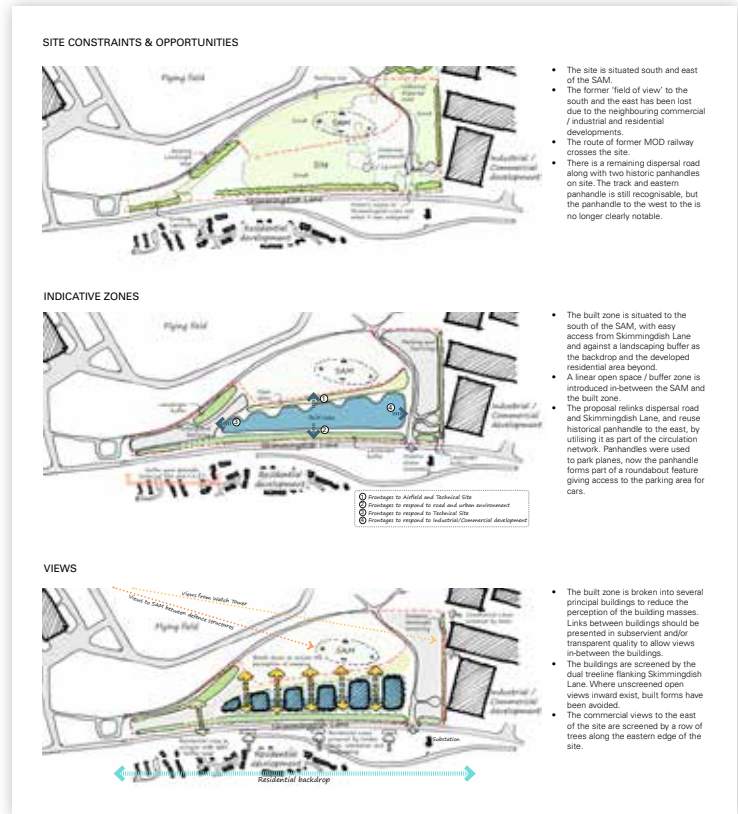 SITE CONSTRAINTS & OPPORTUNITIES
Flying field
SAM
Site
Industrial /
Commercial
development
Skimmingdish Lane
Residential
development
• The site is situated south and east
of the SAM.
• The former 'field of view' to the
south and the east has been lost
due to the neighbouring commercial
/ industrial and residential
developments.
• The route of former MOD railway
crosses the site.
• There is a remaining dispersal road
along with two historic panhandles
on site. The track and eastern
panhandle is still recognisable, but
the panhandle to the west to the is
no longer clearly notable.
INDICATIVE ZONES
Flying field
SAM
Industrial /
Commercial
development
Skimmingdish Lane
Residential
development
1
2
3
4
① Frontages to Airfield and Technical Site
② Frontages to respond to road and urban environment
③ Frontages to respond to Technical Site
④ Frontages to respond to Industrial/Commercial development
• The built zone is situated to the
south of the SAM, with easy
access from Skimmingdish Lane
and against a landscaping buffer as
the backdrop and the developed
residential area beyond.
• A linear open space / buffer zone is
introduced in-between the SAM and
the built zone.
• The proposal relinks dispersal road
and Skimmingdish Lane, and reuse
historical panhandle to the east, by
utilising it as part of the circulation
network. Panhandles were used
to park planes, now the panhandle
forms part of a roundabout feature
giving access to the parking area for
cars.
VIEWS
Views from Watch Tower
Views to SAM between defence structures
Flying field
SAM
Industrial /
Commercial
development
Skimmingdish Lane
Substation
Residential
development
Residential backdrop
• The built zone is broken into several
principal buildings to reduce the
perception of the building masses.
Links between buildings should be
presented in subservient and/or
transparent quality to allow views
in-between the buildings.
• The buildings are screened by the
dual treeline flanking Skimmingdish
Lane. Where unscreened open
views inward exist, built forms have
been avoided.
• The commercial views to the east
of the site are screened by a row of
trees along the eastern edge of the
site.